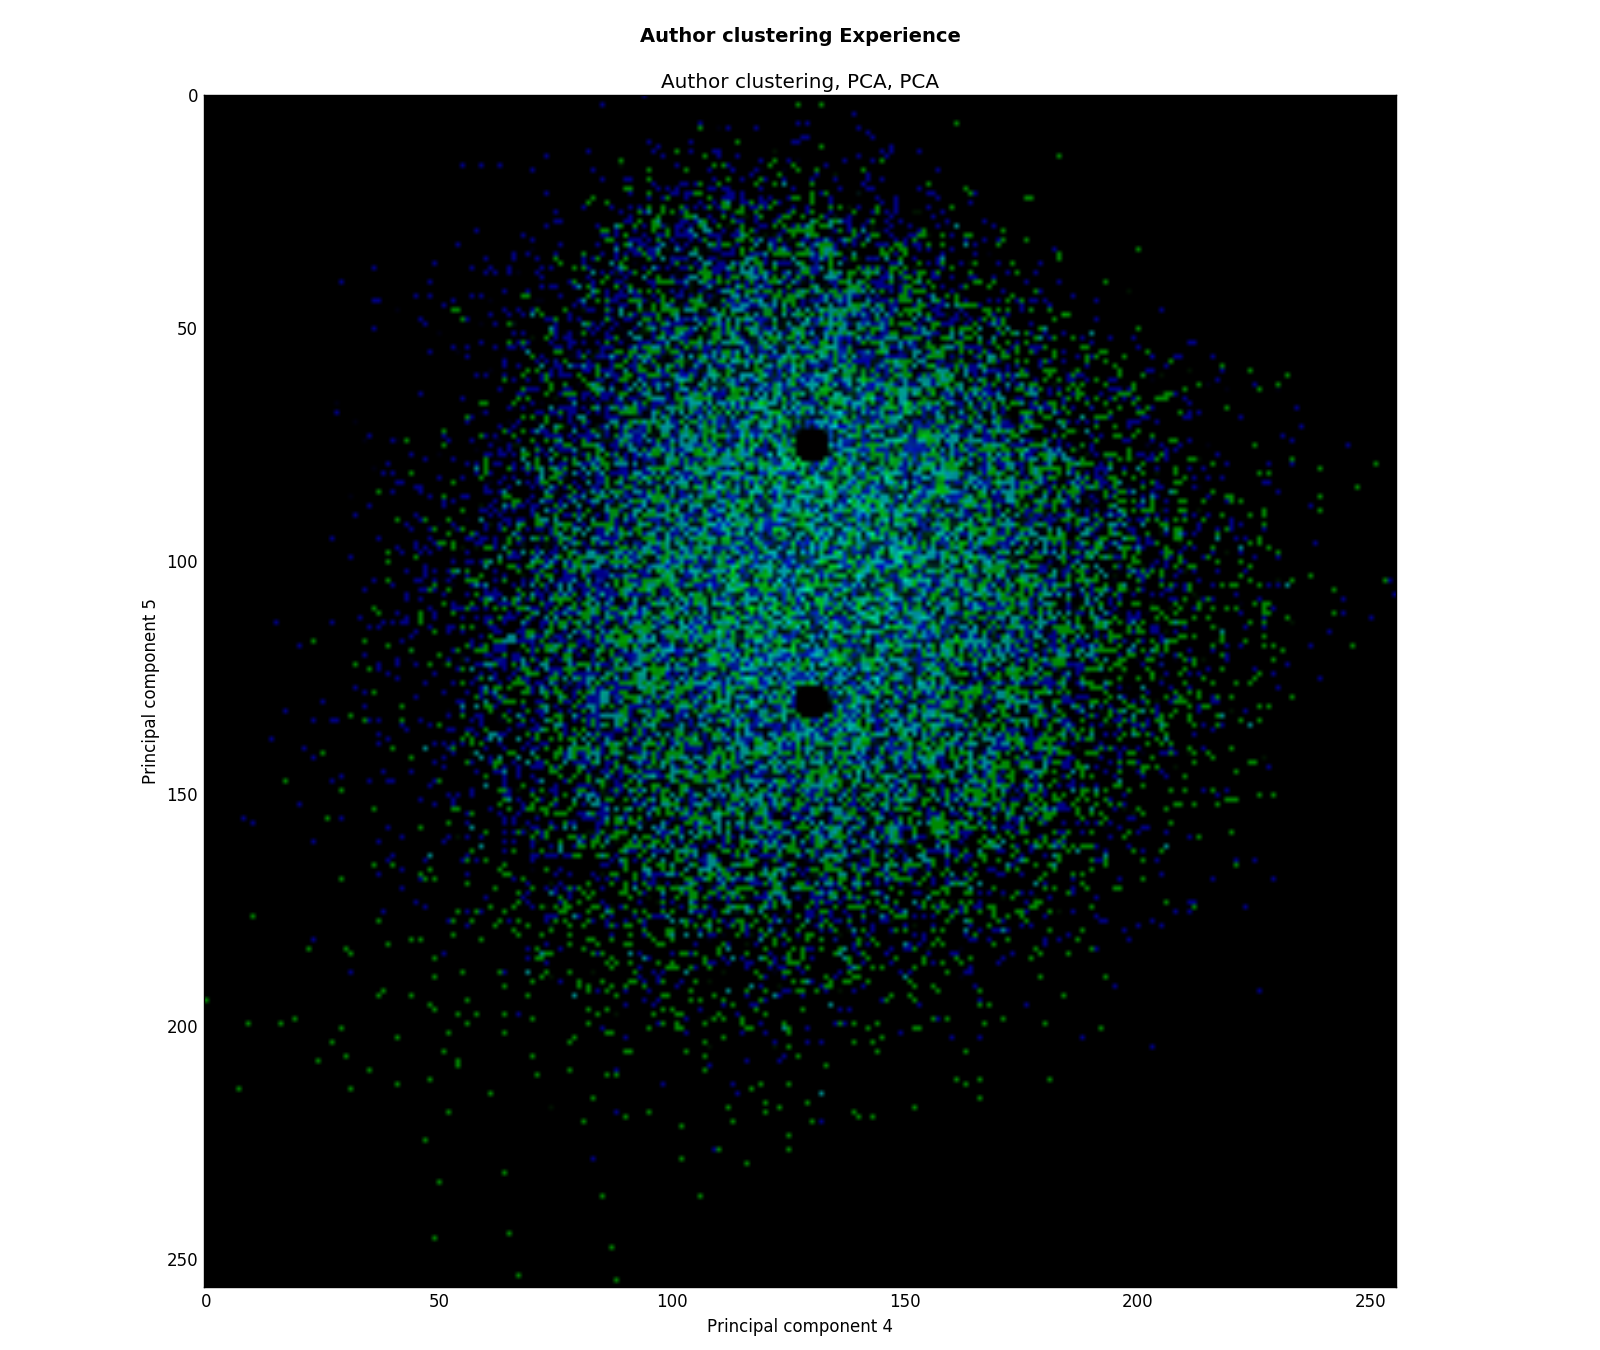 Author clustering Experience
Author clustering, PCA, PCA
0
50
100
150
200
250
Principal component 5
0 50 100 150 200 250
Principal component 4